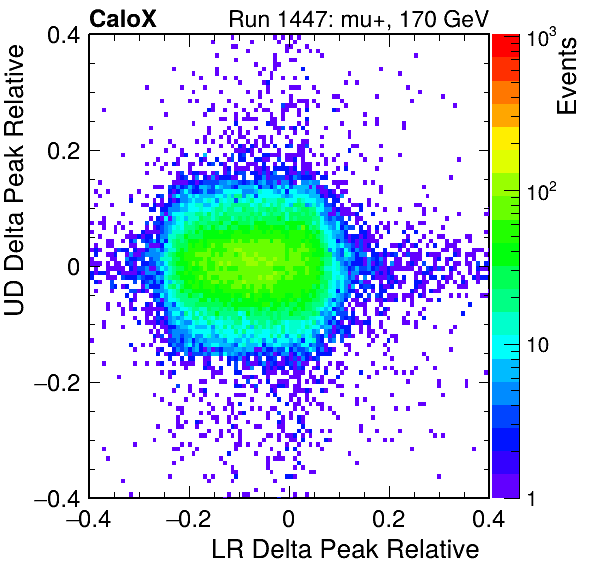 CaloX Run 1447: mu+, 170 GeV
UD Delta Peak Relative
0.4
0.2
0
−0.2
−0.4
−0.4 −0.2 0 0.2 0.4
LR Delta Peak Relative
Events
10³
10²
10
1